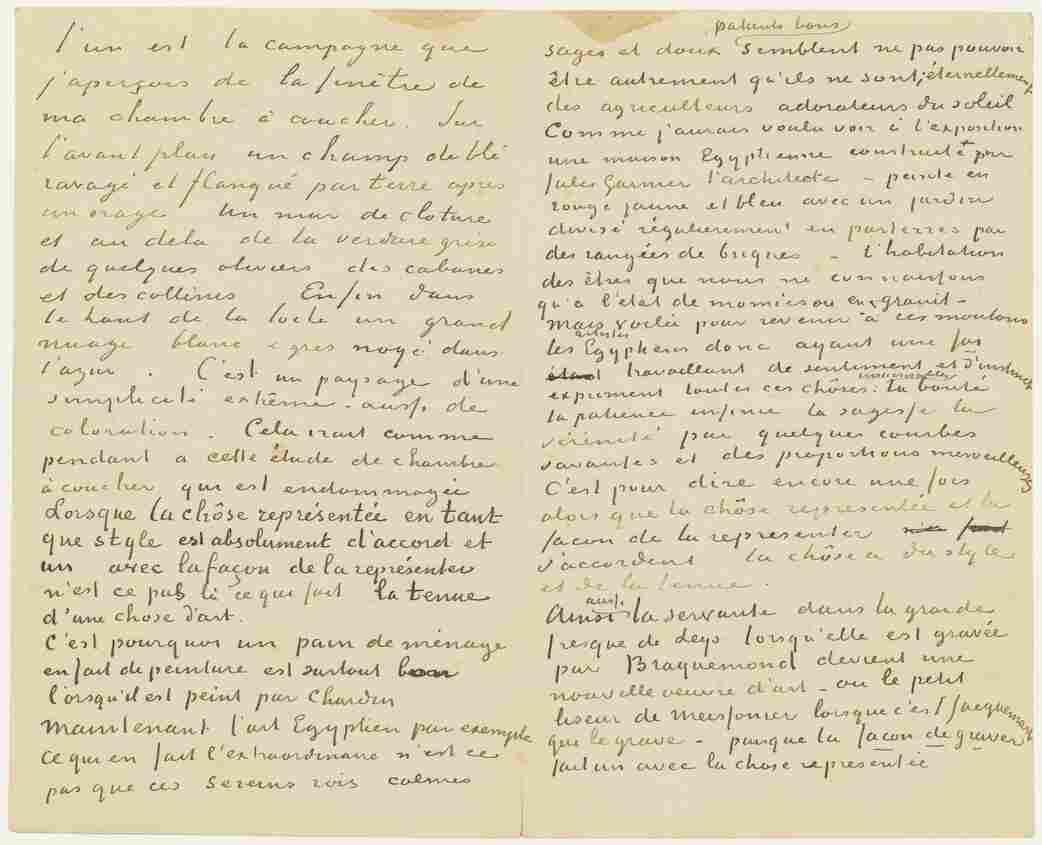 l'un est la campagne que
j'aperçois de la fenêtre de
ma chambre à coucher. Sur
l'avant plan un champ de blé
ravagé et flanqué par terre après
un orage Un mur de cloture
et au dela de la verdure grise
de quelques oliviers des cabanes
et des collines Enfin dans
le haut de la toile un grand
nuage blanc & gris noyé dans
l'azur. C'est un paysage d'une
simplicité extrême – aussi de
coloration. Cela irait comme
pendant a cette étude de chambre
à coucher qui est endommagée
Lorsque la chôse représentée en tant
que style est absolument d'accord et
un avec la façon de la représenter
n'est ce pas là ce qui fait la tenue
d'une chose d'art.
C'est pourquoi un pain de ménage
en fait de peinture est surtout bon
lorsqu'il est peint par Chardin
Maintenant l'art Egyptien par exemple
ce qui en fait l'extraordinaire n'est ce
pas que ces sereins rois calmes
patients bons
sages et doux semblent ne pas pouvoir
être autrement qu'ils ne sont; éternellement
des agriculteurs adorateurs du soleil
Comme j'aurais voulu voir à l'exposition
une maison Egyptienne construite par
Jules Garnier l'architecte – peinte en
rouge jaune et bleu avec un jardin
divisé régulierement en parterres par
des rangées de briques – l'habitation
des êtres que nous ne connaissons
qu'à l'état de momies ou en granit –
Mais voilà pour revenir à ces moutons
artistes
les Egyptiens donc ayant une foi
travaillant de sentiment et d'instinct
expriment toutes ces chôses: la bonté
la patience infinie la sagesse la
sérénité par quelques courbes
savantes et des proportions merveilleuses
C'est pour dire encore une fois
alors que la chôse représentée et la
façon de la representer
s'accordent la chôse a du style
et de la tenue.
aussi
Ainsi la servante dans la grande
fresque de Leys lorsqu'elle est gravée
par Braquemond devient une
nouvelle oeuvre d'art – ou le petit
liseur de Meissonier lorsque c'est Jacquemart
qui le grave – puisque la façon de graver
fait un avec la chose representée